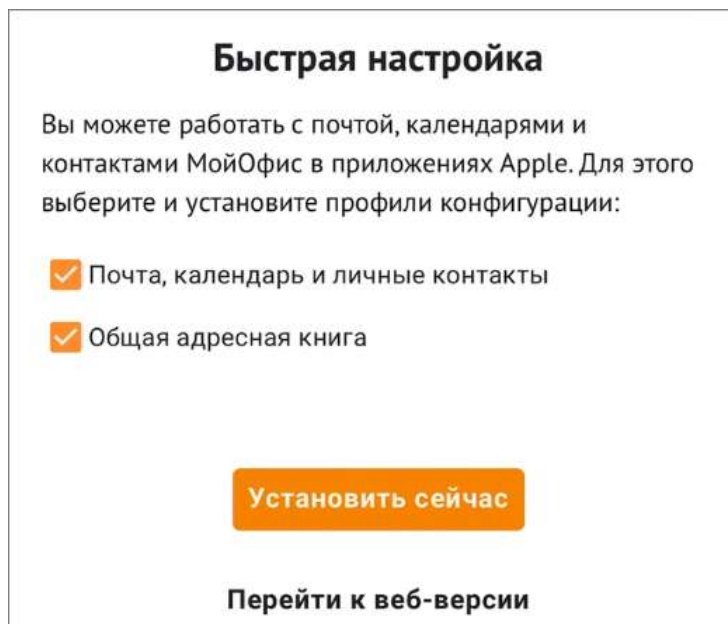 Быстрая настройка
Вы можете работать с почтой, календарями и
контактами МойОфис в приложениях Apple. Для этого
выберите и установите профили конфигурации:
Почта, календарь и личные контакты
Общая адресная книга
Установить сейчас
Перейти к веб-версии